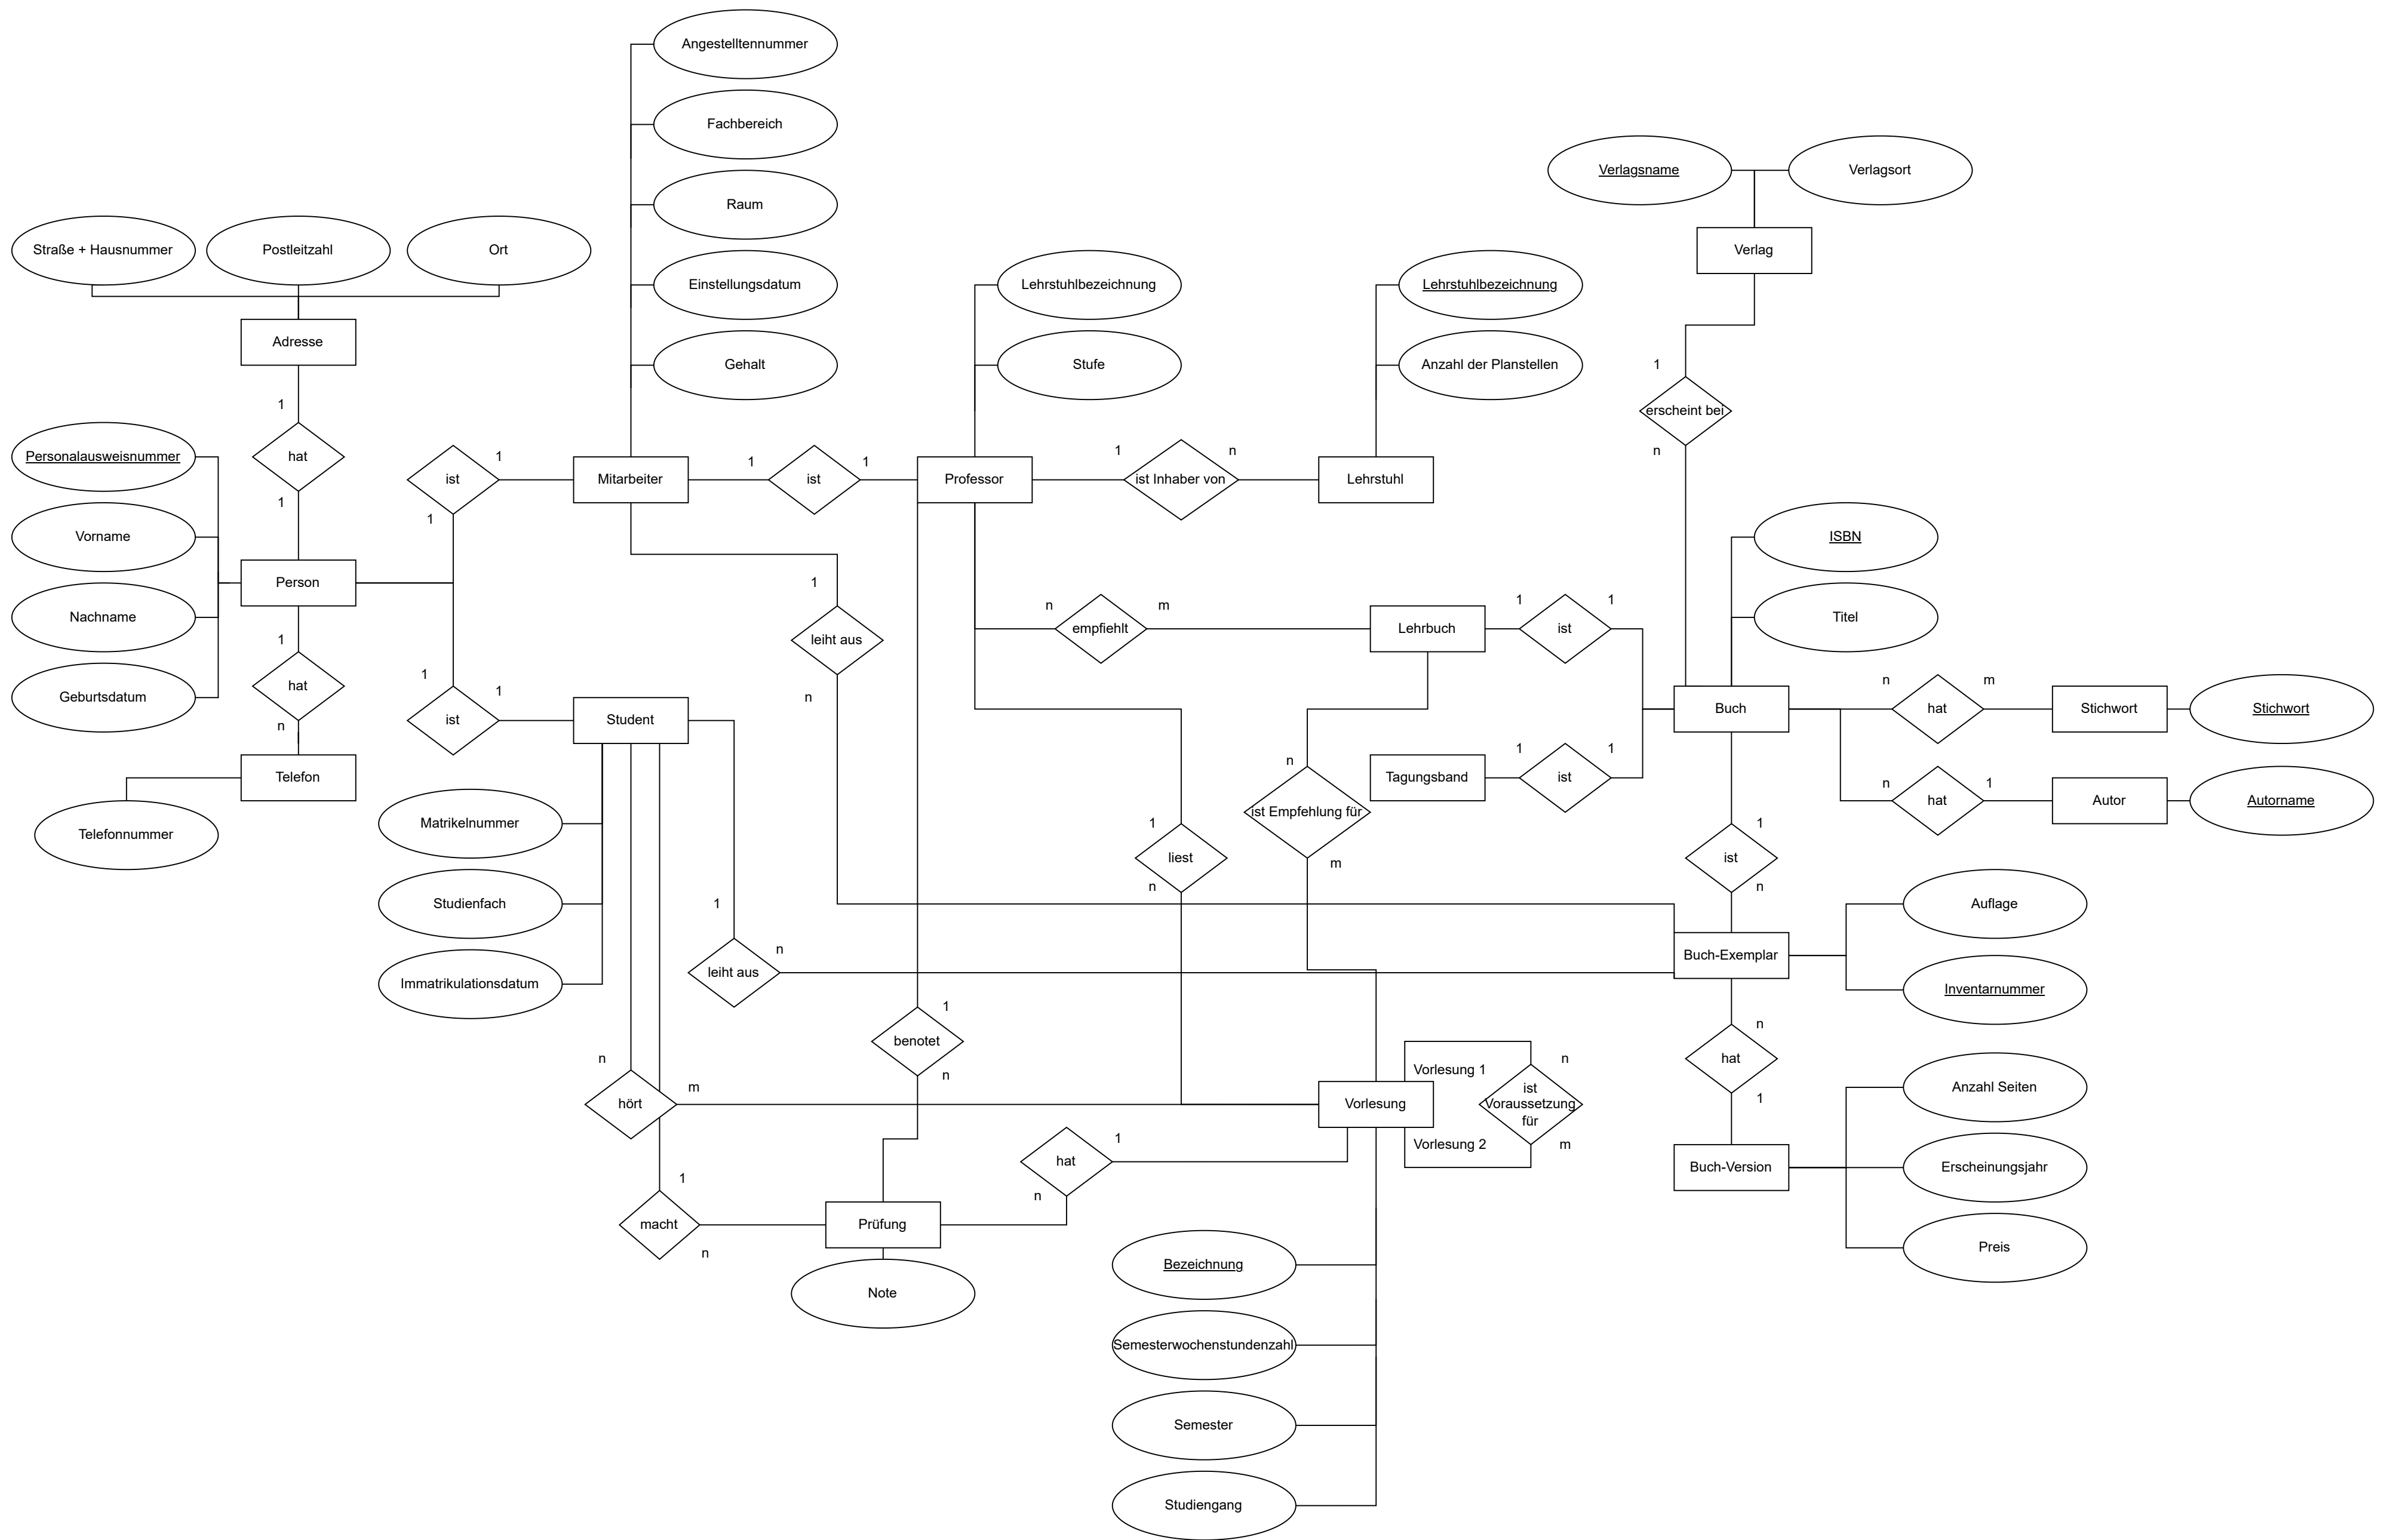 Angestelltennummer
Fachbereich
Verlagsname
Verlagsort
Raum
Straße + Hausnummer
Postleitzahl
Ort
Verlag
Einstellungsdatum
Lehrstuhlbezeichnung
Lehrstuhlbezeichnung
Adresse
Gehalt
Stufe
Anzahl der Planstellen
1
1
erscheint bei
n
Personalausweisnummer
hat
1
1
ist
1
Mitarbeiter
1
ist
1
Professor
1
ist Inhaber von
n
Lehrstuhl
Vorname
ISBN
Person
1
leiht aus
n
n
empfiehlt
m
Lehrbuch
1
ist
1
Nachname
Titel
1
hat
n
Geburtsdatum
1
ist
1
Student
Buch
n
hat
m
Stichwort
Stichwort
Telefon
Telefonnummer
n
ist Empfehlung für
m
Tagungsband
1
ist
1
n
hat
1
Autor
Autorname
Matrikelnummer
1
liest
n
1
ist
n
Studienfach
1
leiht aus
n
Auflage
Buch-Exemplar
Immatrikulationsdatum
Inventarnummer
1
benotet
n
n
hat
1
n
hört
m
Vorlesung 1
Vorlesung
Vorlesung 2
n
ist
Voraussetzung
für
m
Anzahl Seiten
hat
1
n
Buch-Version
Erscheinungsjahr
1
macht
n
Prüfung
Preis
Note
Bezeichnung
Semesterwochenstundenzahl
Semester
Studiengang